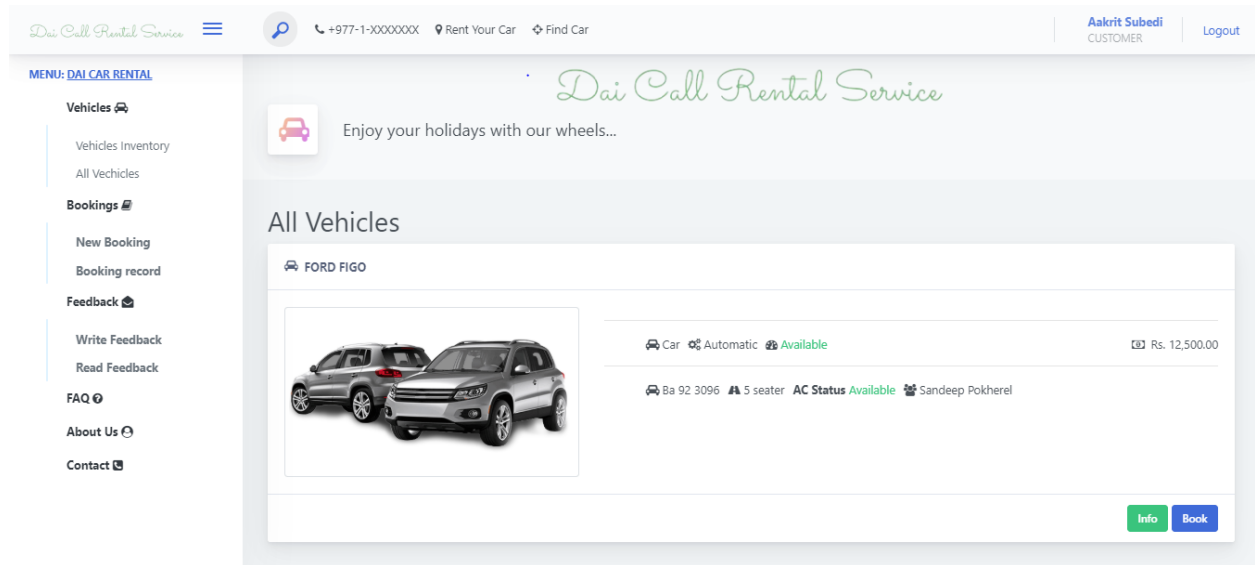 Dai Call Rental Service
+977-1-XXXXXXX Rent Your Car Find Car
Aakrit Subedi
CUSTOMER
Logout
MENU: DAI CAR RENTAL
Vehicles
Vehicles Inventory
All Vechicles
Bookings
New Booking
Booking record
Feedback
Write Feedback
Read Feedback
FAQ
About Us
Contact
Dai Call Rental Service
Enjoy your holidays with our wheels...
All Vehicles
FORD FIGO
Car Automatic Available Rs. 12,500.00
Ba 92 3096 5 seater AC Status Available Sandeep Pokherel
Info Book